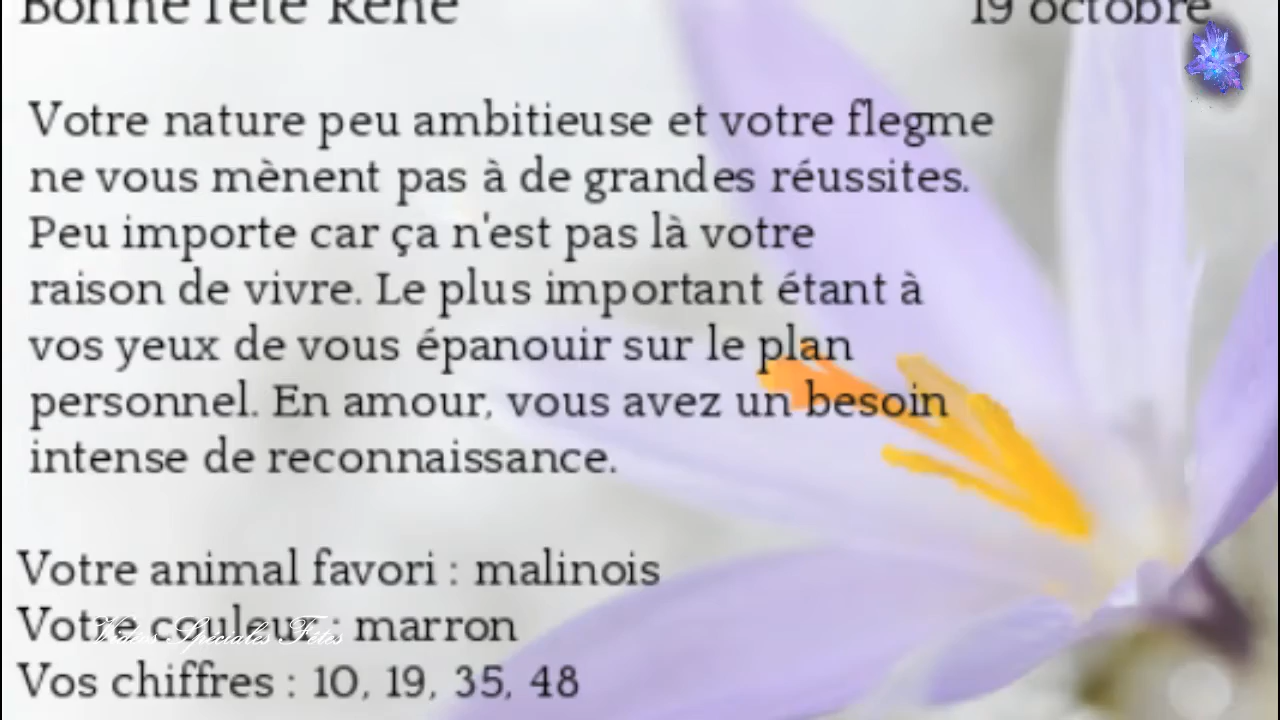 Bonne fête René 19 octobre
Votre nature peu ambitieuse et votre flegme
ne vous mènent pas à de grandes réussites.
Peu importe car ça n'est pas là votre
raison de vivre. Le plus important étant à
vos yeux de vous épanouir sur le plan
personnel. En amour, vous avez un besoin
intense de reconnaissance.
Votre animal favori : malinois
Votre couleur : marron
Vidéos Spéciales Fêtes
Vos chiffres : 10, 19, 35, 48